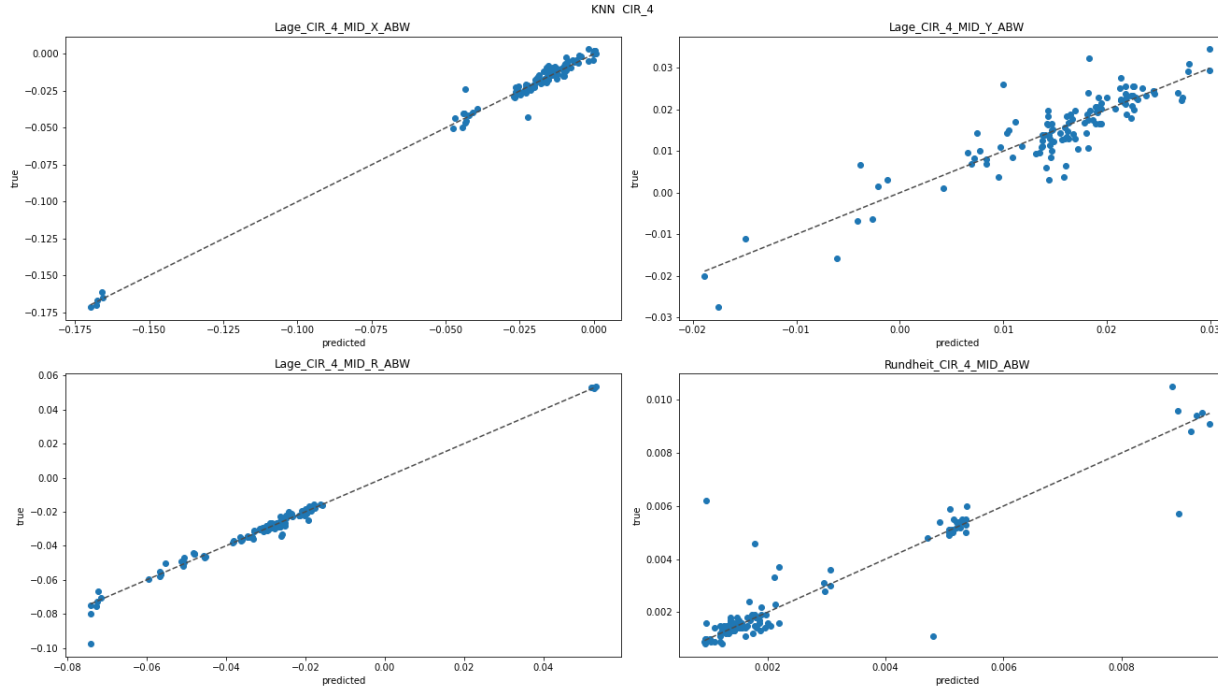 KNN CIR_4
Lage_CIR_4_MID_X_ABW
0.000
−0.025
−0.050
−0.075
−0.100
−0.125
−0.150
−0.175
true
−0.175 −0.150 −0.125 −0.100 −0.075 −0.050 −0.025 0.000
predicted
Lage_CIR_4_MID_Y_ABW
0.03
0.02
0.01
0.00
−0.01
−0.02
−0.03
true
−0.02 −0.01 0.00 0.01 0.02 0.03
predicted
Lage_CIR_4_MID_R_ABW
0.06
0.04
0.02
0.00
−0.02
−0.04
−0.06
−0.08
−0.10
true
−0.08 −0.06 −0.04 −0.02 0.00 0.02 0.04
predicted
Rundheit_CIR_4_MID_ABW
0.010
0.008
0.006
0.004
0.002
true
0.002 0.004 0.006 0.008
predicted